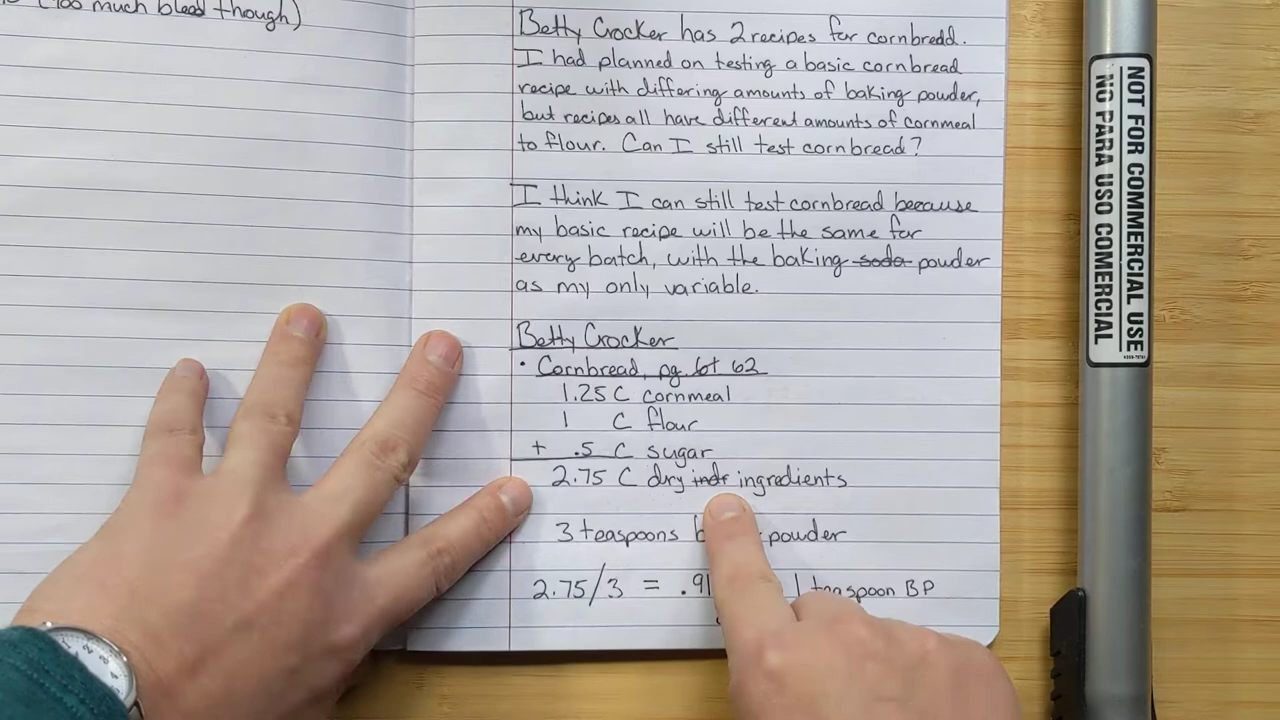 (too much bleed though)
Betty Crocker has 2 recipes for cornbredd.
I had planned on testing a basic cornbread
recipe with differing amounts of baking powder,
but recipes all have different amounts of cornmeal
to flour. Can I still test cornbread?
I think I can still test cornbread because
my basic recipe will be the same for
every batch, with the baking soda powder
as my only variable.
Betty Crocker
• Cornbread, pg. 62
1.25 C cornmeal
1 C flour
+ .5 C sugar
2.75 C dry ingredients
3 teaspoons powder
2.75/3 = .91 1 teaspoon BP
NOT FOR COMMERCIAL USE
NO PARA USO COMERCIAL